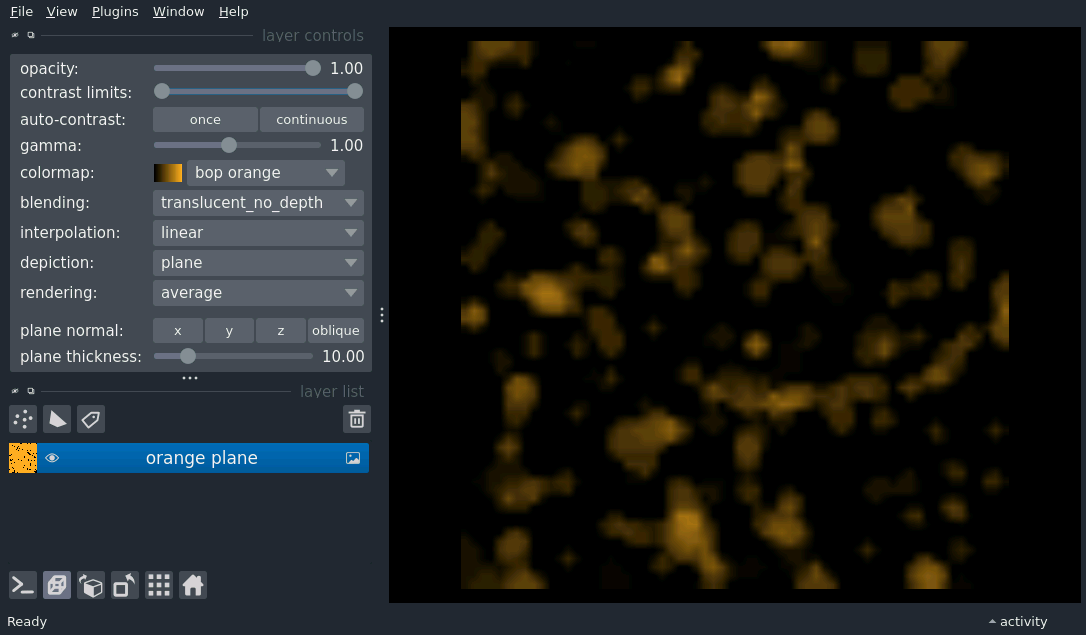 File View Plugins Window Help
layer controls
opacity: 1.00
contrast limits:
auto-contrast: once continuous
gamma: 1.00
colormap: bop orange
blending: translucent_no_depth
interpolation: linear
depiction: plane
rendering: average
plane normal: x y z oblique
plane thickness: 10.00
layer list
orange plane
Ready activity